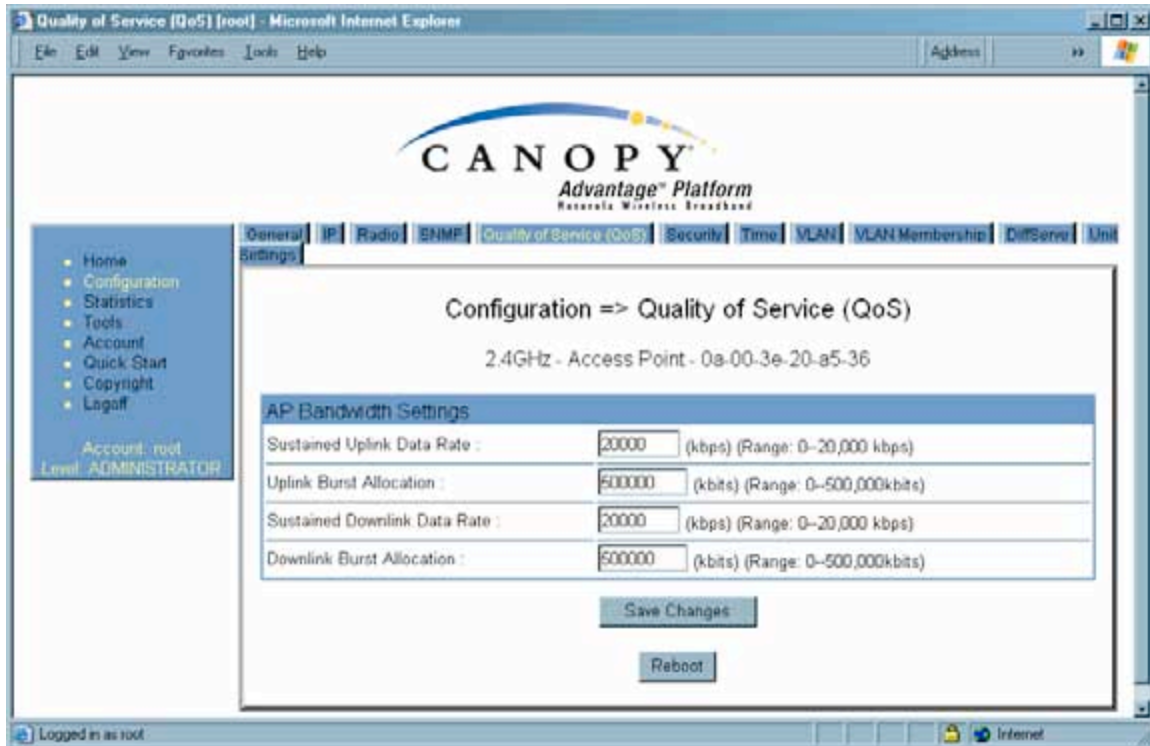 Quality of Service (QoS) [root] - Microsoft Internet Explorer
File Edit View Favorites Tools Help Address
CANOPY
Advantage™ Platform
Motorola Wireless Broadband
General IP Radio SNMP Quality of Service (QoS) Security Time VLAN VLAN Membership DiffServe Unit
Settings
Home
Configuration
Statistics
Tools
Account
Quick Start
Copyright
Logoff
Account: root
Level: ADMINISTRATOR
Configuration => Quality of Service (QoS)
2.4GHz - Access Point - 0a-00-3e-20-a5-36
AP Bandwidth Settings
Sustained Uplink Data Rate : 20000 (kbps) (Range: 0--20,000 kbps)
Uplink Burst Allocation : 500000 (kbits) (Range: 0--500,000kbits)
Sustained Downlink Data Rate : 20000 (kbps) (Range: 0--20,000 kbps)
Downlink Burst Allocation : 500000 (kbits) (Range: 0--500,000kbits)
Save Changes
Reboot
Logged in as root Internet